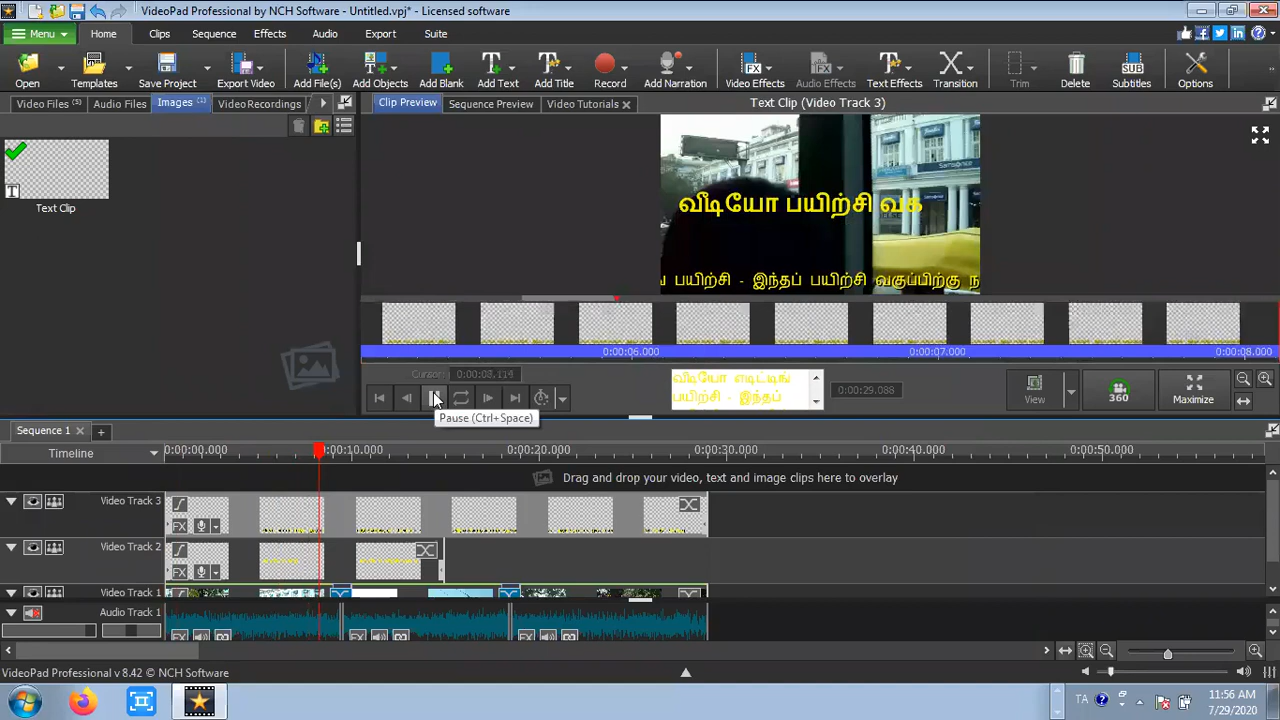 VideoPad Professional by NCH Software - Untitled.vpj* - Licensed software
Menu Home Clips Sequence Effects Audio Export Suite
Open Templates Save Project Export Video Add File(s) Add Objects Add Blank Add Text Add Title Record Add Narration Video Effects Audio Effects Text Effects Transition Trim Delete Subtitles Options
Video Files (3) Audio Files Images (1) Video Recordings Clip Preview Sequence Preview Video Tutorials Text Clip (Video Track 3)
SAMSONITE
T
Text Clip
வீடியோ பயிற்சி வகு
பயிற்சி - இந்தப் பயிற்சி வகுப்பிற்கு ந
0:00:06.000 0:00:07.000 0:00:08.000
Cursor: 0:00:08.114
வீடியோ எடிட்டிங்
பயிற்சி - இந்தப்
0:00:29.088
View 360 Maximize
Pause (Ctrl+Space)
Sequence 1
Timeline 0:00:00.000 0:00:10.000 0:00:20.000 0:00:30.000 0:00:40.000 0:00:50.000
Drag and drop your video, text and image clips here to overlay
Video Track 3
FX
Video Track 2
FX
Video Track 1
Audio Track 1
FX FX FX
VideoPad Professional v 8.42 © NCH Software
TA 11:56 AM
7/29/2020